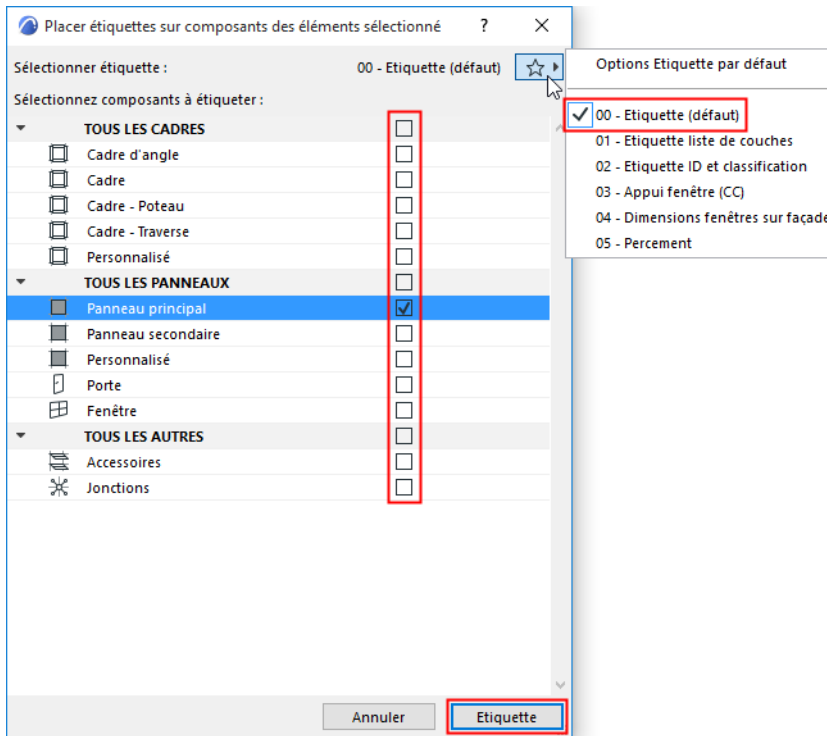 Placer étiquettes sur composants des éléments sélectionné ?
Sélectionner étiquette : 00 - Etiquette (défaut)
Sélectionnez composants à étiqueter :
TOUS LES CADRES
Cadre d'angle
Cadre
Cadre - Poteau
Cadre - Traverse
Personnalisé
TOUS LES PANNEAUX
Panneau principal
Panneau secondaire
Personnalisé
Porte
Fenêtre
TOUS LES AUTRES
Accessoires
Jonctions
Annuler
Etiquette
Options Etiquette par défaut
00 - Etiquette (défaut)
01 - Etiquette liste de couches
02 - Etiquette ID et classification
03 - Appui fenêtre (CC)
04 - Dimensions fenêtres sur façade
05 - Percement